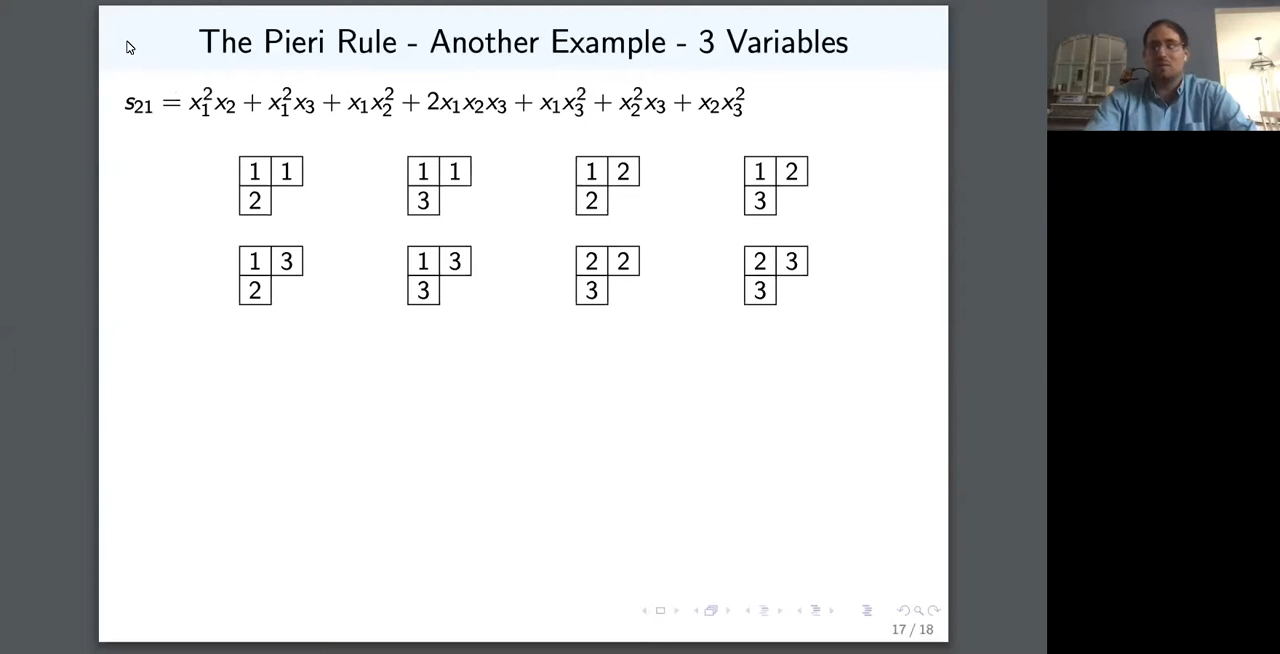 The Pieri Rule - Another Example - 3 Variables
s₂₁ = x₁²x₂ + x₁²x₃ + x₁x₂² + 2x₁x₂x₃ + x₁x₃² + x₂²x₃ + x₂x₃²
1 1 1 1 1 2 1 2
2 3 2 3
1 3 1 3 2 2 2 3
2 3 3 3
17 / 18